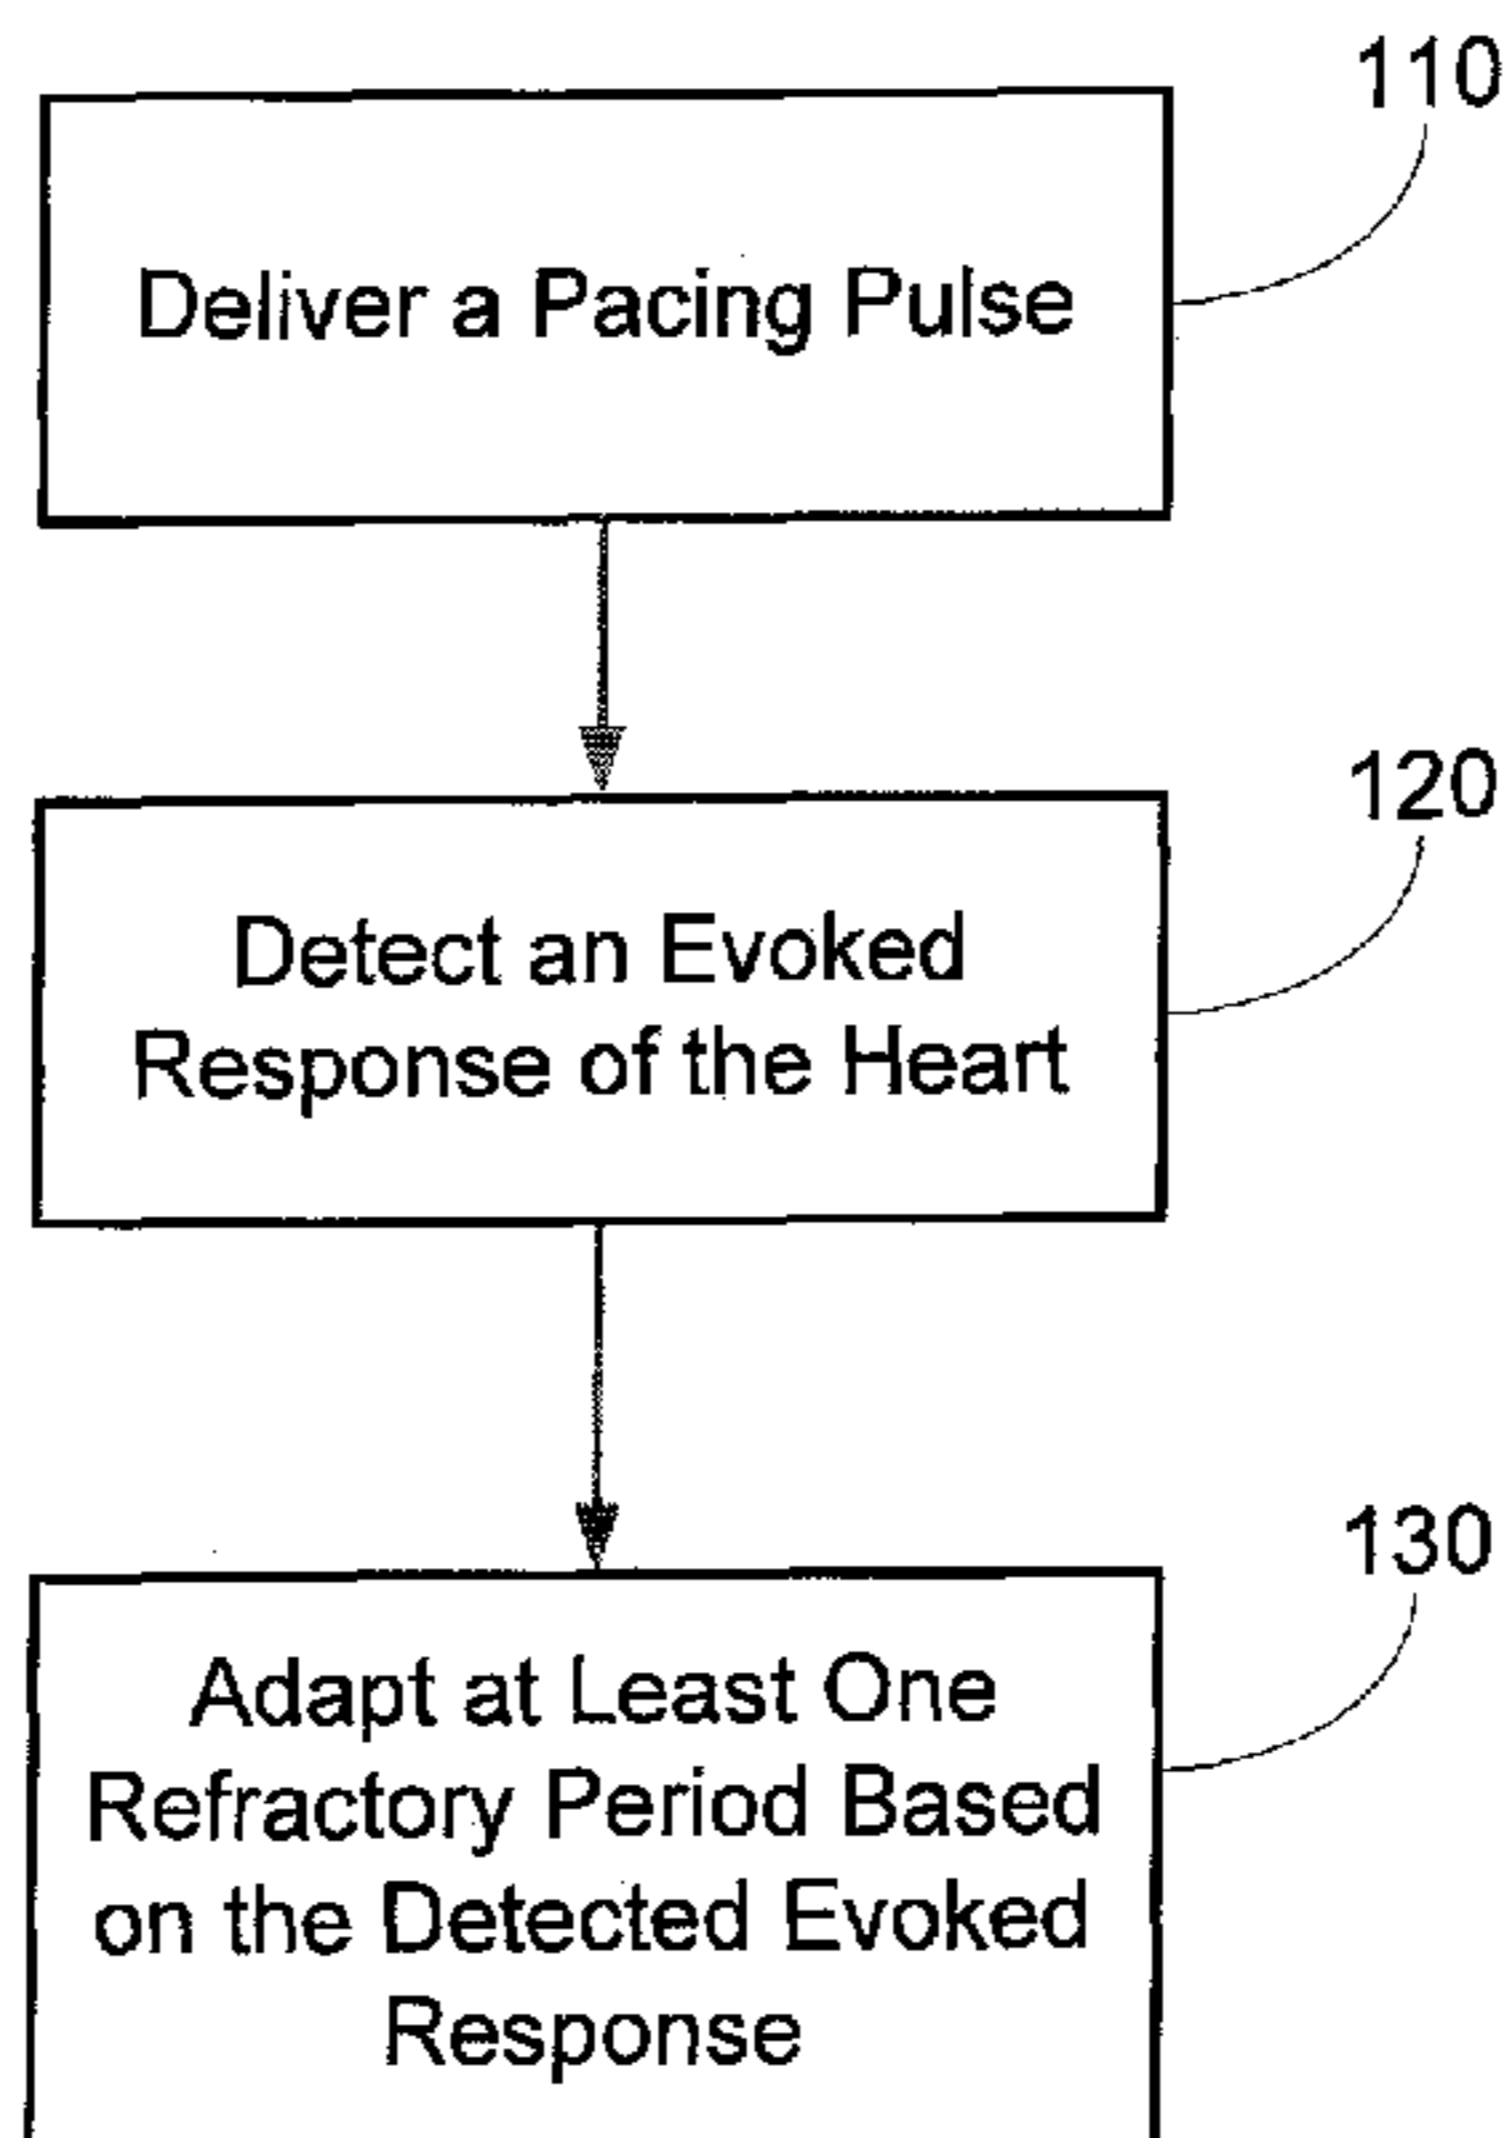 110
Deliver a Pacing Pulse
120
Detect an Evoked
Response of the Heart
130
Adapt at Least One
Refractory Period Based
on the Detected Evoked
Response